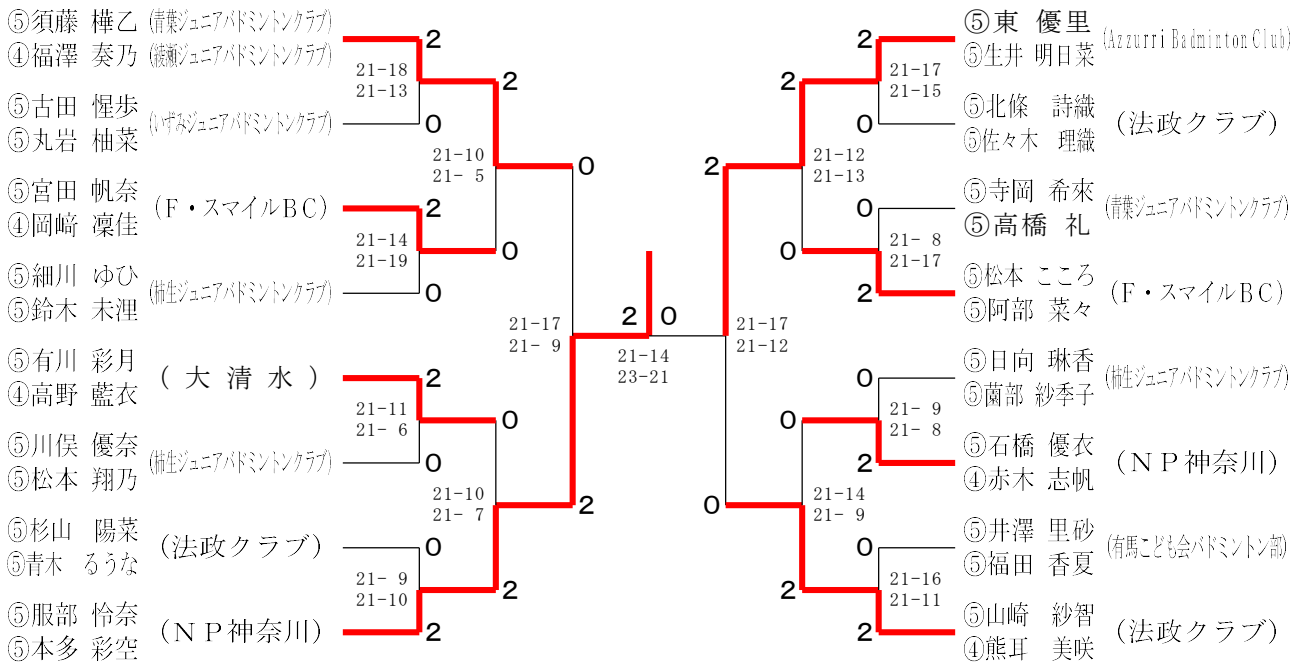 ⑤須藤 樺乙 (青葉ジュニアバドミントンクラブ)
④福澤 奏乃 (綾瀬ジュニアバドミントンクラブ)
2
21-18
21-13
2
⑤古田 惺歩
⑤丸岩 柚菜
(いずみジュニアバドミントンクラブ)
0
21-10
21- 5
0
⑤宮田 帆奈
④岡﨑 凜佳
(F・スマイルBC)
2
21-14
21-19
0
⑤細川 ゆひ
⑤鈴木 未浬
(柿生ジュニアバドミントンクラブ)
0
21-17
21- 9
2 0
21-14
23-21
⑤有川 彩月
④高野 藍衣
(大清水)
2
21-11
21- 6
0
⑤川俣 優奈
⑤松本 翔乃
(柿生ジュニアバドミントンクラブ)
0
21-10
21- 7
2
⑤杉山 陽菜
⑤青木 るうな
(法政クラブ)
0
21- 9
21-10
2
⑤服部 怜奈
⑤本多 彩空
(NP神奈川)
2
⑤東 優里
⑤生井 明日菜
(Azzurri Badminton Club)
2
21-17
21-15
2
⑤北條 詩織
⑤佐々木 理織
(法政クラブ)
0
21-12
21-13
2
⑤寺岡 希來
⑤高橋 礼
(青葉ジュニアバドミントンクラブ)
0
21- 8
21-17
0
⑤松本 こころ
⑤阿部 菜々
(F・スマイルBC)
2
21-17
21-12
⑤日向 琳香
⑤薗部 紗季子
(柿生ジュニアバドミントンクラブ)
0
21- 9
21- 8
0
⑤石橋 優衣
④赤木 志帆
(NP神奈川)
2
21-14
21- 9
0
⑤井澤 里砂
⑤福田 香夏
(有馬こども会バドミントン部)
0
21-16
21-11
2
⑤山崎 紗智
④熊耳 美咲
(法政クラブ)
2